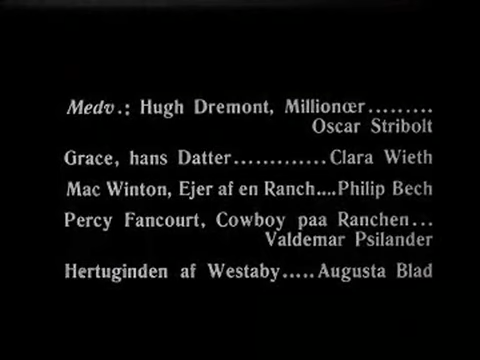 Medv.: Hugh Dremont, Millionær.........
Oscar Stribolt
Grace, hans Datter.............Clara Wieth
Mac Winton, Ejer af en Ranch....Philip Bech
Percy Fancourt, Cowboy paa Ranchen...
Valdemar Psilander
Hertuginden af Westaby.....Augusta Blad